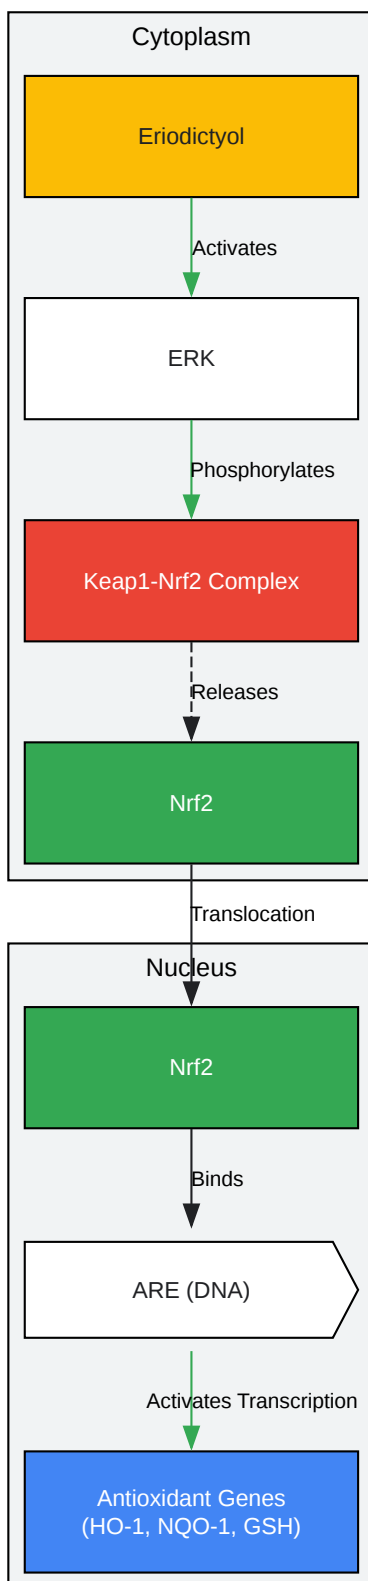 Cytoplasm
Eriodictyol
Activates
ERK
Phosphorylates
Keap1-Nrf2 Complex
Releases
Nrf2
Translocation
Nucleus
Nrf2
Binds
ARE (DNA)
Activates Transcription
Antioxidant Genes
(HO-1, NQO-1, GSH)